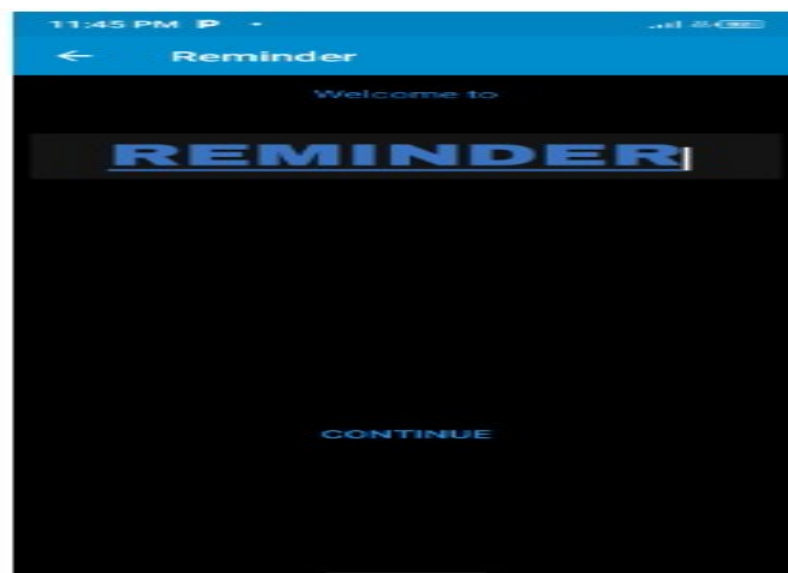 11:45 PM P
← Reminder
Welcome to
REMINDER
CONTINUE